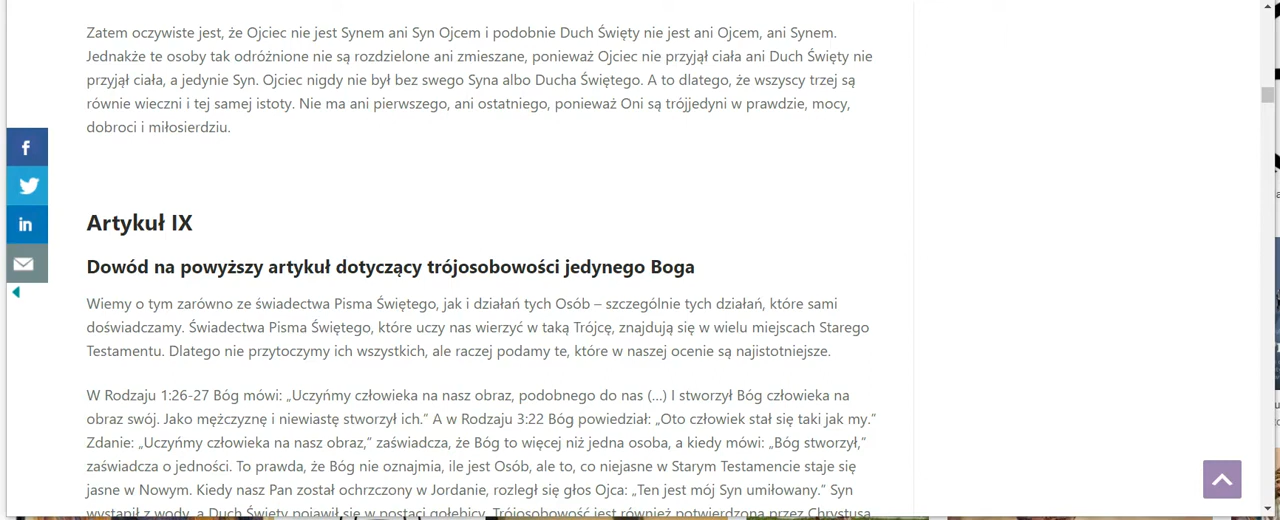 Zatem oczywiste jest, że Ojciec nie jest Synem ani Syn Ojcem i podobnie Duch Święty nie jest ani Ojcem, ani Synem.
Jednakże te osoby tak odróżnione nie są rozdzielone ani zmieszane, ponieważ Ojciec nie przyjął ciała ani Duch Święty nie
przyjął ciała, a jedynie Syn. Ojciec nigdy nie był bez swego Syna albo Ducha Świętego. A to dlatego, że wszyscy trzej są
równie wieczni i tej samej istoty. Nie ma ani pierwszego, ani ostatniego, ponieważ Oni są trójjedyni w prawdzie, mocy,
dobroci i miłosierdziu.
Artykuł IX
Dowód na powyższy artykuł dotyczący trójosobowości jedynego Boga
Wiemy o tym zarówno ze świadectwa Pisma Świętego, jak i działań tych Osób – szczególnie tych działań, które sami
doświadczamy. Świadectwa Pisma Świętego, które uczy nas wierzyć w taką Trójcę, znajdują się w wielu miejscach Starego
Testamentu. Dlatego nie przytoczymy ich wszystkich, ale raczej podamy te, które w naszej ocenie są najistotniejsze.
W Rodzaju 1:26-27 Bóg mówi: „Uczyńmy człowieka na nasz obraz, podobnego do nas (...) I stworzył Bóg człowieka na
obraz swój. Jako mężczyznę i niewiastę stworzył ich.” A w Rodzaju 3:22 Bóg powiedział: „Oto człowiek stał się taki jak my.”
Zdanie: „Uczyńmy człowieka na nasz obraz,” zaświadcza, że Bóg to więcej niż jedna osoba, a kiedy mówi: „Bóg stworzył,”
zaświadcza o jedności. To prawda, że Bóg nie oznajmia, ile jest Osób, ale to, co niejasne w Starym Testamencie staje się
jasne w Nowym. Kiedy nasz Pan został ochrzczony w Jordanie, rozległ się głos Ojca: „Ten jest mój Syn umiłowany.” Syn
wystąpił z wody, a Duch Święty pojawił się w postaci gołębicy. Trójosobowość jest również potwierdzona przez Chrystusa